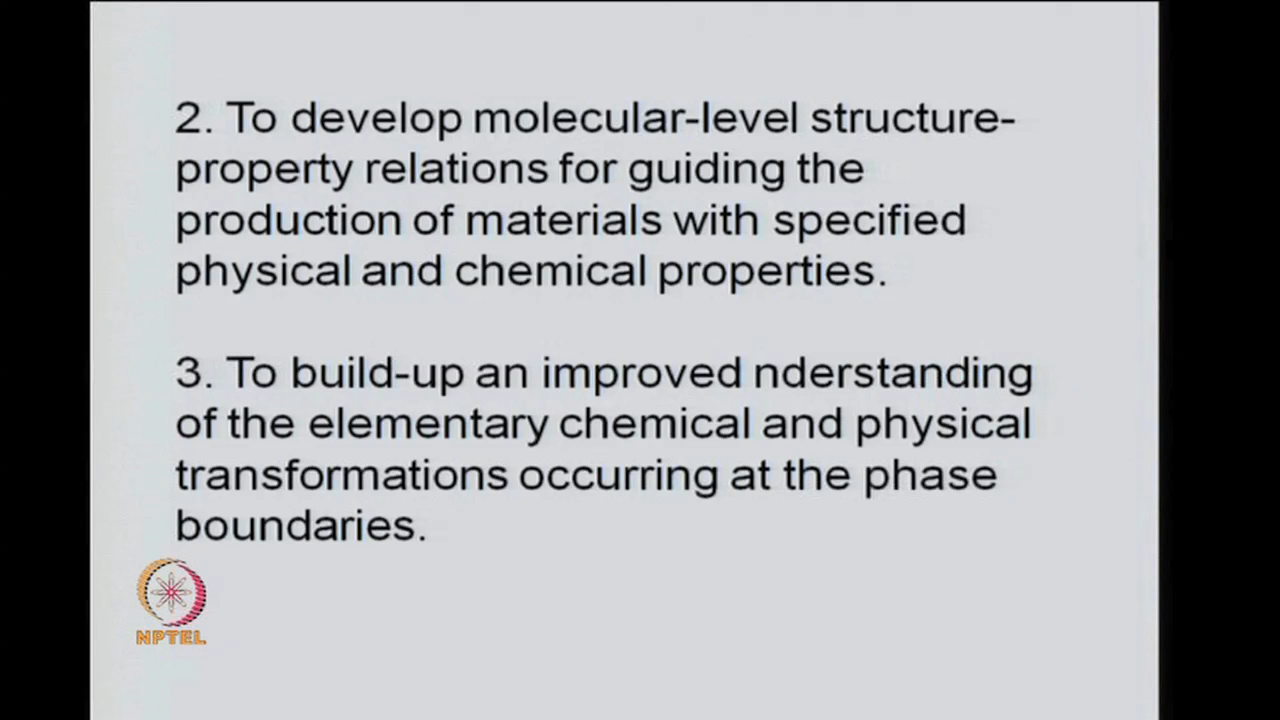 2. To develop molecular-level structure-
property relations for guiding the
production of materials with specified
physical and chemical properties.
3. To build-up an improved nderstanding
of the elementary chemical and physical
transformations occurring at the phase
boundaries.
NPTEL